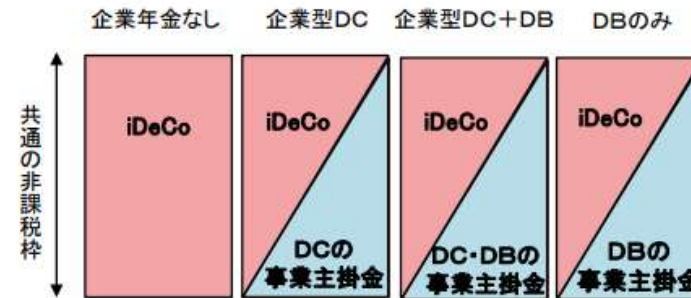 企業年金なし
企業型DC
企業型DC+DB
DBのみ
共通の非課税枠
iDeCo
iDeCo
iDeCo
iDeCo
DCの
事業主掛金
DC・DBの
事業主掛金
DBの
事業主掛金